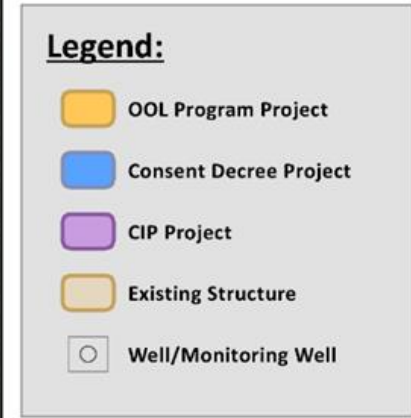 Legend:
OOL Program Project
Consent Decree Project
CIP Project
Existing Structure
Well/Monitoring Well